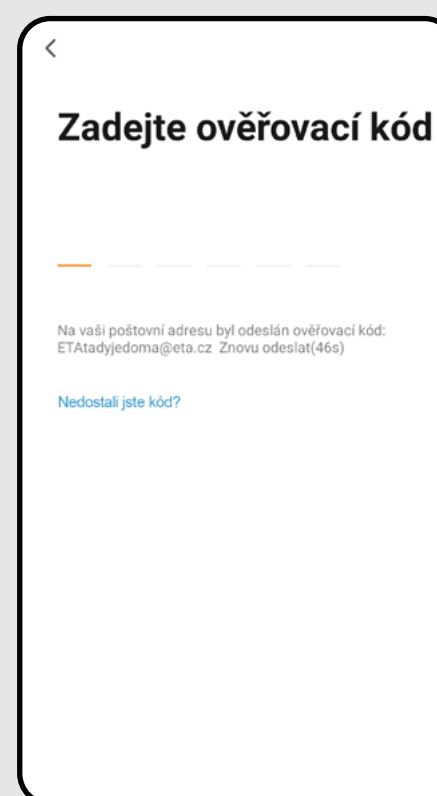 Zadejte ověřovací kód
Na vaši poštovní adresu byl odeslán ověřovací kód:
ETAtadyjedoma@eta.cz Znovu odeslat(46s)
Nedostali jste kód?